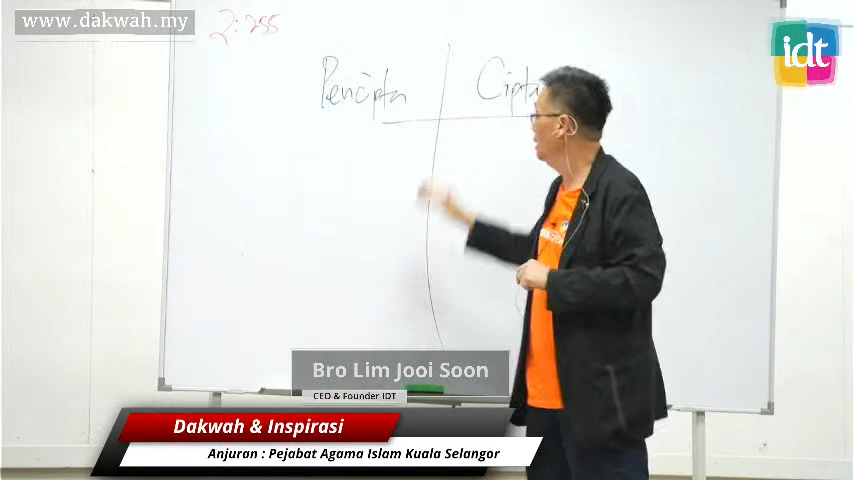 www.dakwah.my
2:255
idt
Pencipta
Cipta
Bro Lim Jooi Soon
CEO & Founder IDT
Dakwah & Inspirasi
Anjuran : Pejabat Agama Islam Kuala Selangor